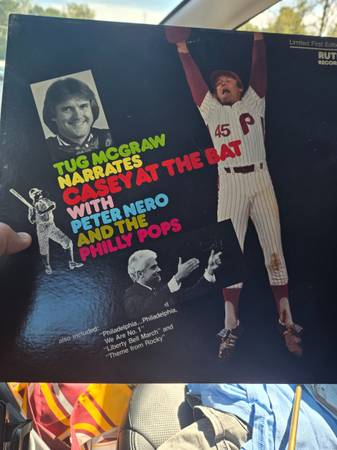 Limited First Edition
RECOR
TUG MCGRAW
NARRATES
CASEY AT THE BAT
WITH
PETER NERO
AND THE
PHILLY POPS
45
P
also included: "Philadelphia...Philadelphia,
We Are No. 1"
"Liberty Bell March" and
"Theme from Rocky"